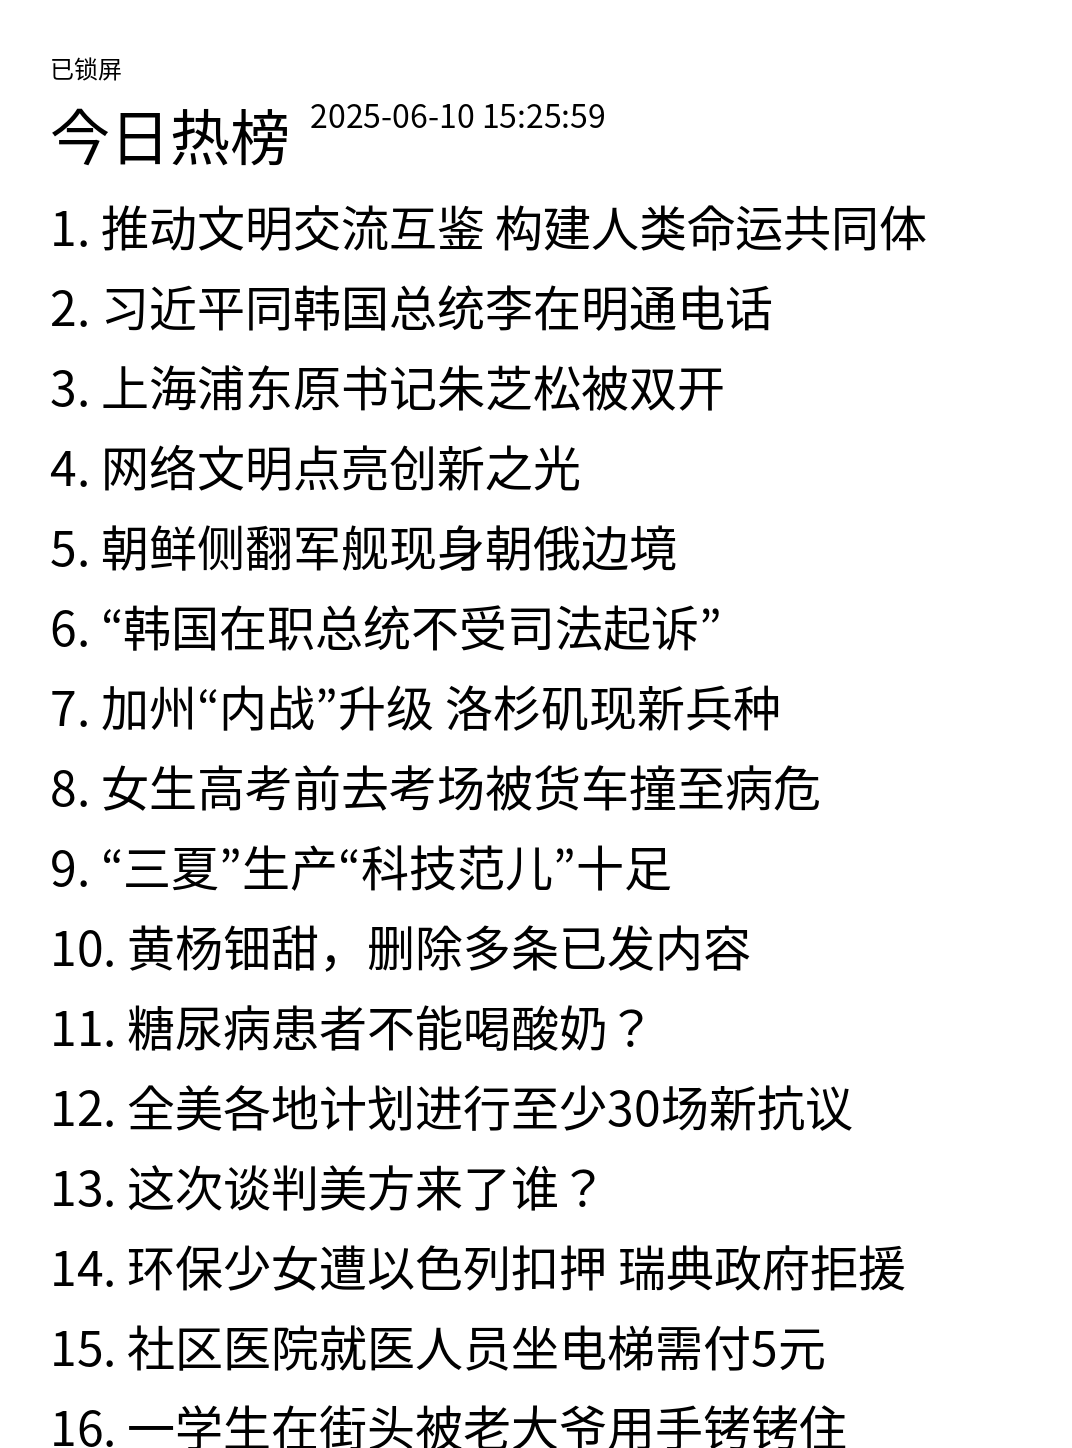 已锁屏
今日热榜 2025-06-10 15:25:59
1. 推动文明交流互鉴 构建人类命运共同体
2. 习近平同韩国总统李在明通电话
3. 上海浦东原书记朱芝松被双开
4. 网络文明点亮创新之光
5. 朝鲜侧翻军舰现身朝俄边境
6. “韩国在职总统不受司法起诉”
7. 加州“内战”升级 洛杉矶现新兵种
8. 女生高考前去考场被货车撞至病危
9. “三夏”生产“科技范儿”十足
10. 黄杨钿甜，删除多条已发内容
11. 糖尿病患者不能喝酸奶？
12. 全美各地计划进行至少30场新抗议
13. 这次谈判美方来了谁？
14. 环保少女遭以色列扣押 瑞典政府拒援
15. 社区医院就医人员坐电梯需付5元
16. 一学生在街头被老大爷用手铐铐住